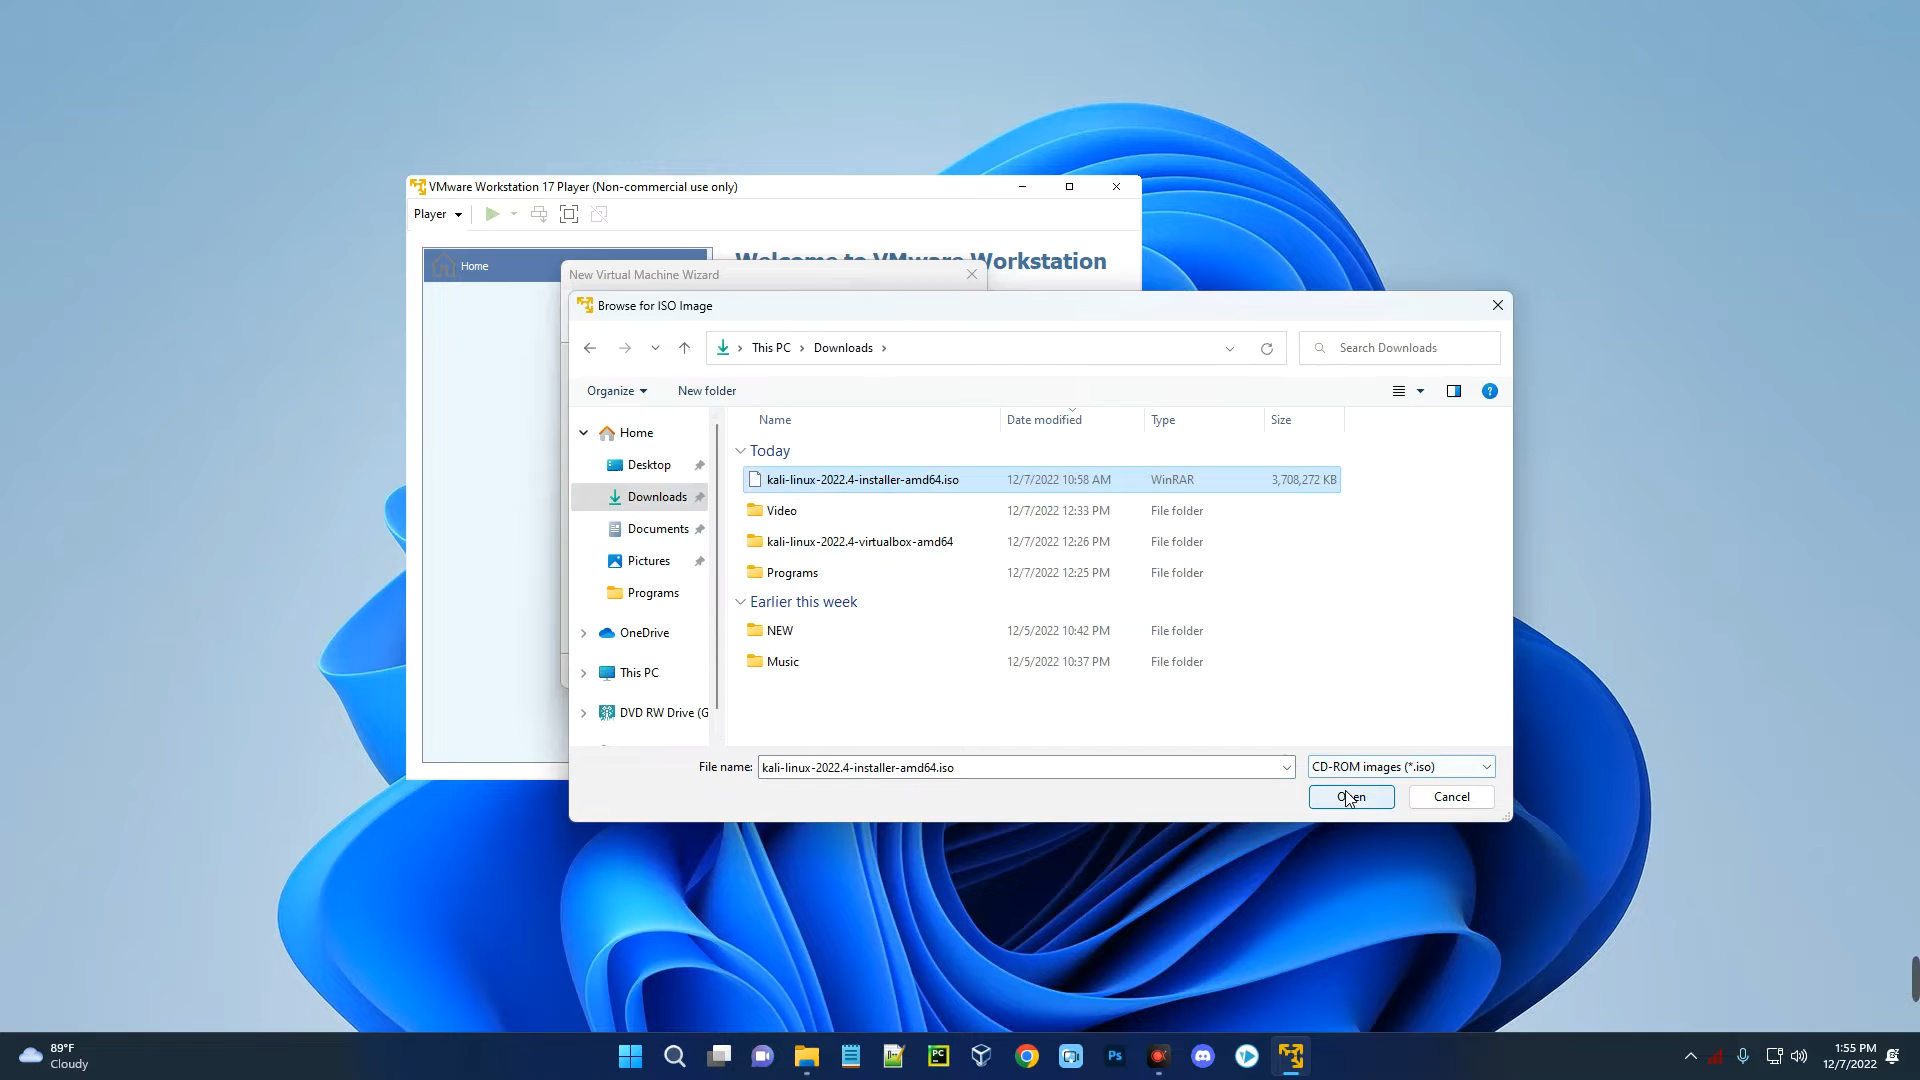 VMware Workstation 17 Player (Non-commercial use only)
Player
Home
Welcome to VMware Workstation
New Virtual Machine Wizard
Browse for ISO Image
This PC > Downloads >
Search Downloads
Organize
New folder
Name Date modified Type Size
Home
Desktop
Downloads
Documents
Pictures
Programs
OneDrive
This PC
DVD RW Drive (G
Today
kali-linux-2022.4-installer-amd64.iso 12/7/2022 10:58 AM WinRAR 3,708,272 KB
Video 12/7/2022 12:33 PM File folder
kali-linux-2022.4-virtualbox-amd64 12/7/2022 12:26 PM File folder
Programs 12/7/2022 12:25 PM File folder
Earlier this week
NEW 12/5/2022 10:42 PM File folder
Music 12/5/2022 10:37 PM File folder
File name: kali-linux-2022.4-installer-amd64.iso CD-ROM images (*.iso)
Open Cancel
89°F
Cloudy
PC
Ps
1:55 PM
12/7/2022